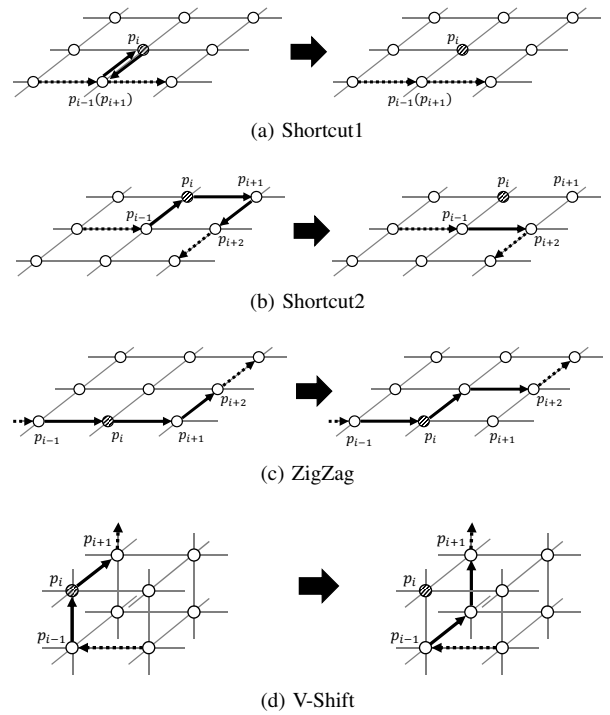 $p_i$
$p_{i-1}(p_{i+1})$
$p_i$
$p_{i-1}(p_{i+1})$
(a) Shortcut1
$p_i$ $p_{i+1}$
$p_{i-1}$
$p_{i+2}$
$p_i$ $p_{i+1}$
$p_{i-1}$
$p_{i+2}$
(b) Shortcut2
$p_{i+2}$
$p_{i-1}$ $p_i$ $p_{i+1}$
$p_{i+2}$
$p_{i-1}$ $p_i$ $p_{i+1}$
(c) ZigZag
$p_{i+1}$
$p_i$
$p_{i-1}$
$p_{i+1}$
$p_i$
$p_{i-1}$
(d) V-Shift